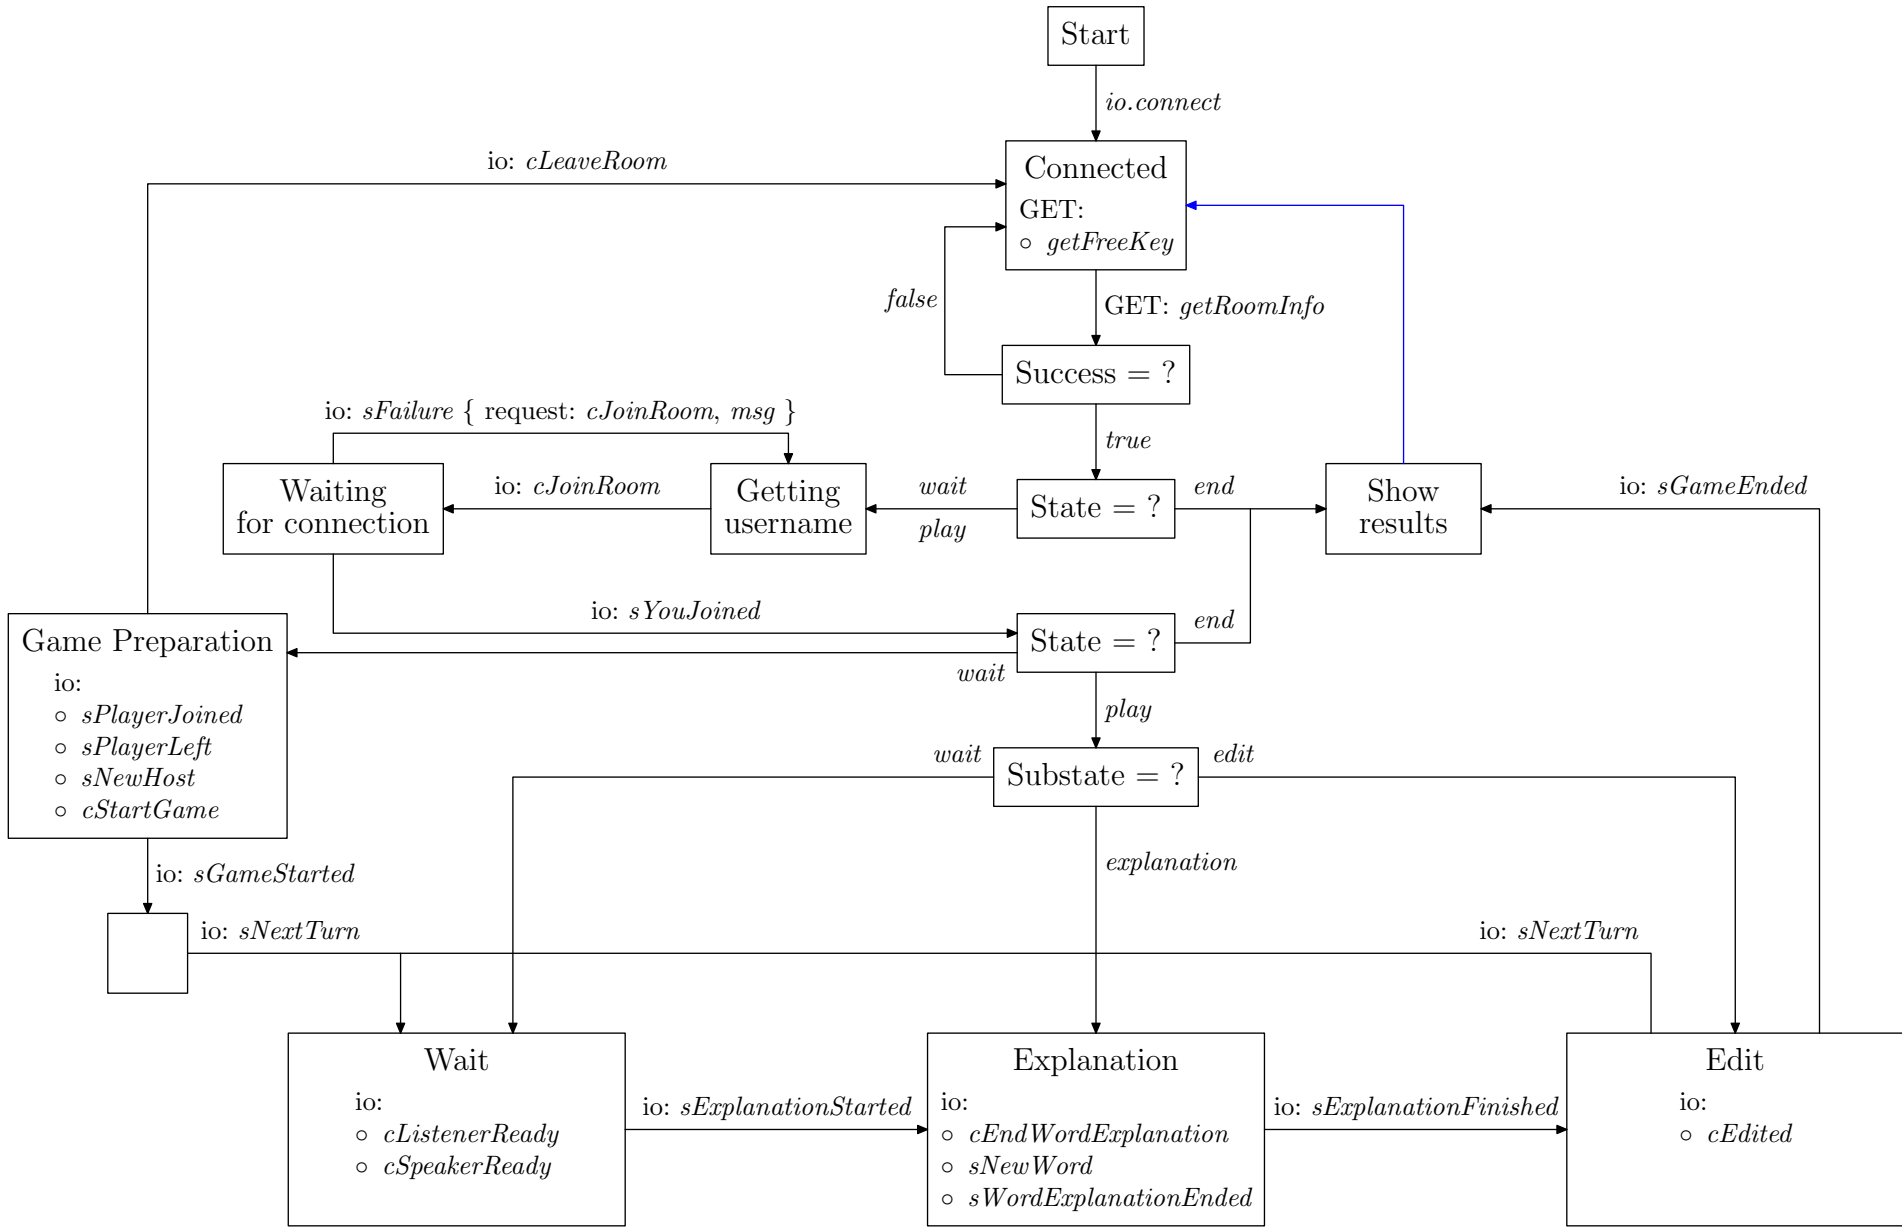 Start
io.connect
io: cLeaveRoom
Connected
GET:
○ getFreeKey
false
GET: getRoomInfo
Success = ?
io: sFailure { request: cJoinRoom, msg }
true
Waiting
for connection
io: cJoinRoom
Getting
username
wait
play
State = ?
end
Show
results
io: sGameEnded
io: sYouJoined
State = ?
end
wait
Game Preparation
io:
○ sPlayerJoined
○ sPlayerLeft
○ sNewHost
○ cStartGame
play
wait
Substate = ?
edit
explanation
io: sGameStarted
io: sNextTurn
io: sNextTurn
Wait
io:
○ cListenerReady
○ cSpeakerReady
io: sExplanationStarted
Explanation
io:
○ cEndWordExplanation
○ sNewWord
○ sWordExplanationEnded
io: sExplanationFinished
Edit
io:
○ cEdited